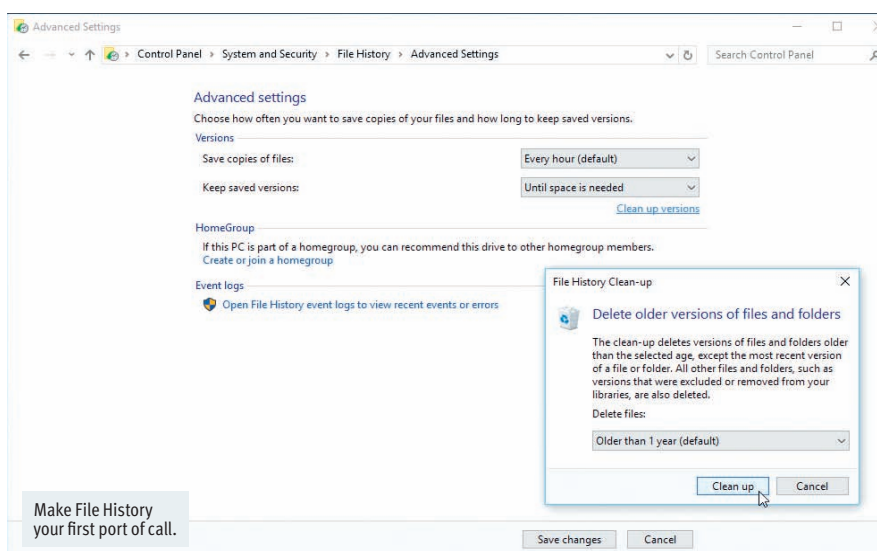 Advanced Settings
Control Panel > System and Security > File History > Advanced Settings
Search Control Panel
Advanced settings
Choose how often you want to save copies of your files and how long to keep saved versions.
Versions
Save copies of files:
Every hour (default)
Keep saved versions:
Until space is needed
Clean up versions
HomeGroup
If this PC is part of a homegroup, you can recommend this drive to other homegroup members.
Create or join a homegroup
Event logs
Open File History event logs to view recent events or errors
File History Clean-up
Delete older versions of files and folders
The clean-up deletes versions of files and folders older
than the selected age, except the most recent version
of a file or folder. All other files and folders, such as
versions that were excluded or removed from your
libraries, are also deleted.
Delete files:
Older than 1 year (default)
Clean up
Cancel
Make File History
your first port of call.
Save changes
Cancel